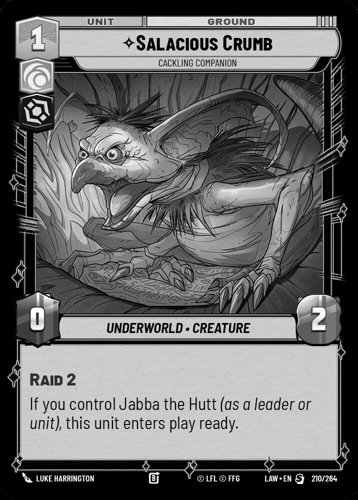 UNIT
GROUND
1
✧SALACIOUS CRUMB
CACKLING COMPANION
0
UNDERWORLD • CREATURE
2
RAID 2
If you control Jabba the Hutt (as a leader or
unit), this unit enters play ready.
LUKE HARRINGTON
© LFL © FFG
LAW • EN
S
210/264